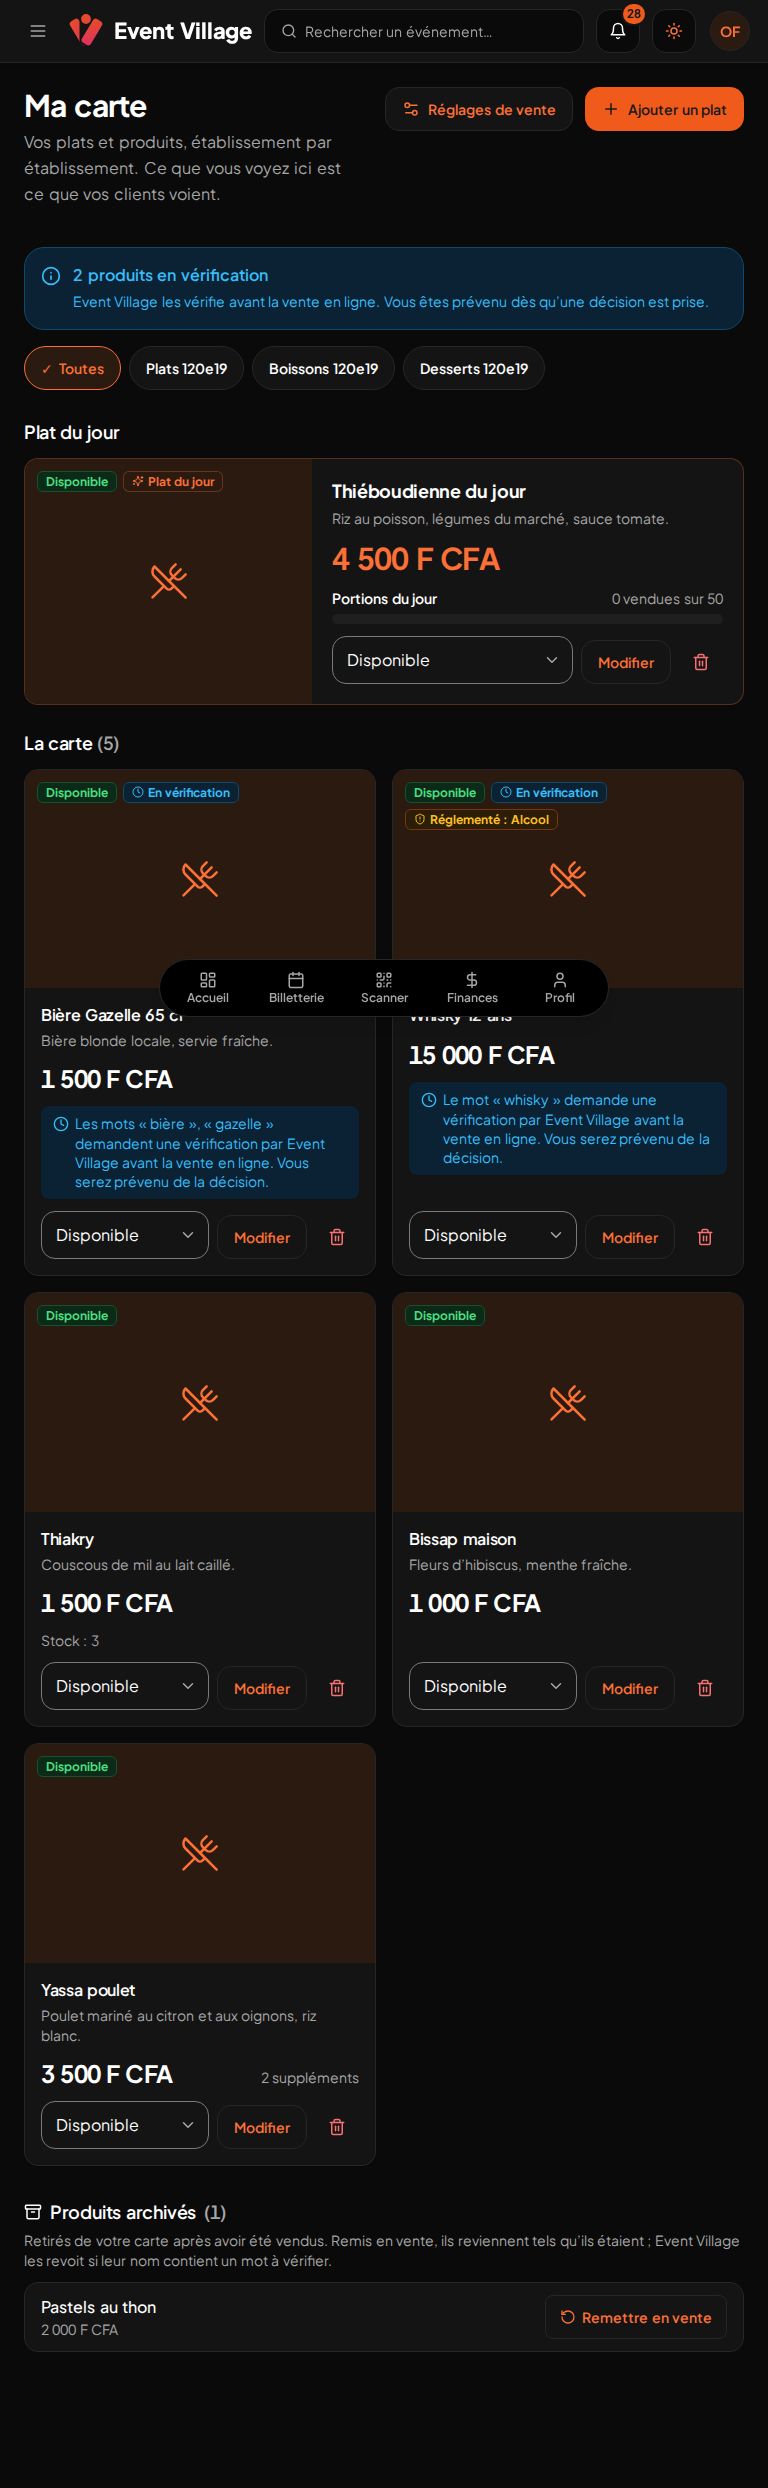 Event Village
Rechercher un événement...
28
OF
Ma carte
Réglages de vente
Ajouter un plat
Vos plats et produits, établissement par
établissement. Ce que vous voyez ici est
ce que vos clients voient.
2 produits en vérification
Event Village les vérifie avant la vente en ligne. Vous êtes prévenu dès qu’une décision est prise.
✓ Toutes
Plats 120e19
Boissons 120e19
Desserts 120e19
Plat du jour
Disponible
Plat du jour
Thiéboudienne du jour
Riz au poisson, légumes du marché, sauce tomate.
4 500 F CFA
Portions du jour
0 vendues sur 50
Disponible
Modifier
La carte (5)
Disponible
En vérification
Bière Gazelle 65 cl
Bière blonde locale, servie fraîche.
1 500 F CFA
Les mots « bière », « gazelle »
demandent une vérification par Event
Village avant la vente en ligne. Vous
serez prévenu de la décision.
Disponible
Modifier
Disponible
En vérification
Réglementé : Alcool
Whisky 12 ans
15 000 F CFA
Le mot « whisky » demande une
vérification par Event Village avant la
vente en ligne. Vous serez prévenu de la
décision.
Disponible
Modifier
Accueil
Billetterie
Scanner
Finances
Profil
Disponible
Thiakry
Couscous de mil au lait caillé.
1 500 F CFA
Stock : 3
Disponible
Modifier
Disponible
Bissap maison
Fleurs d’hibiscus, menthe fraîche.
1 000 F CFA
Disponible
Modifier
Disponible
Yassa poulet
Poulet mariné au citron et aux oignons, riz
blanc.
3 500 F CFA
2 suppléments
Disponible
Modifier
Produits archivés (1)
Retirés de votre carte après avoir été vendus. Remis en vente, ils reviennent tels qu’ils étaient ; Event Village
les revoit si leur nom contient un mot à vérifier.
Pastels au thon
2 000 F CFA
Remettre en vente